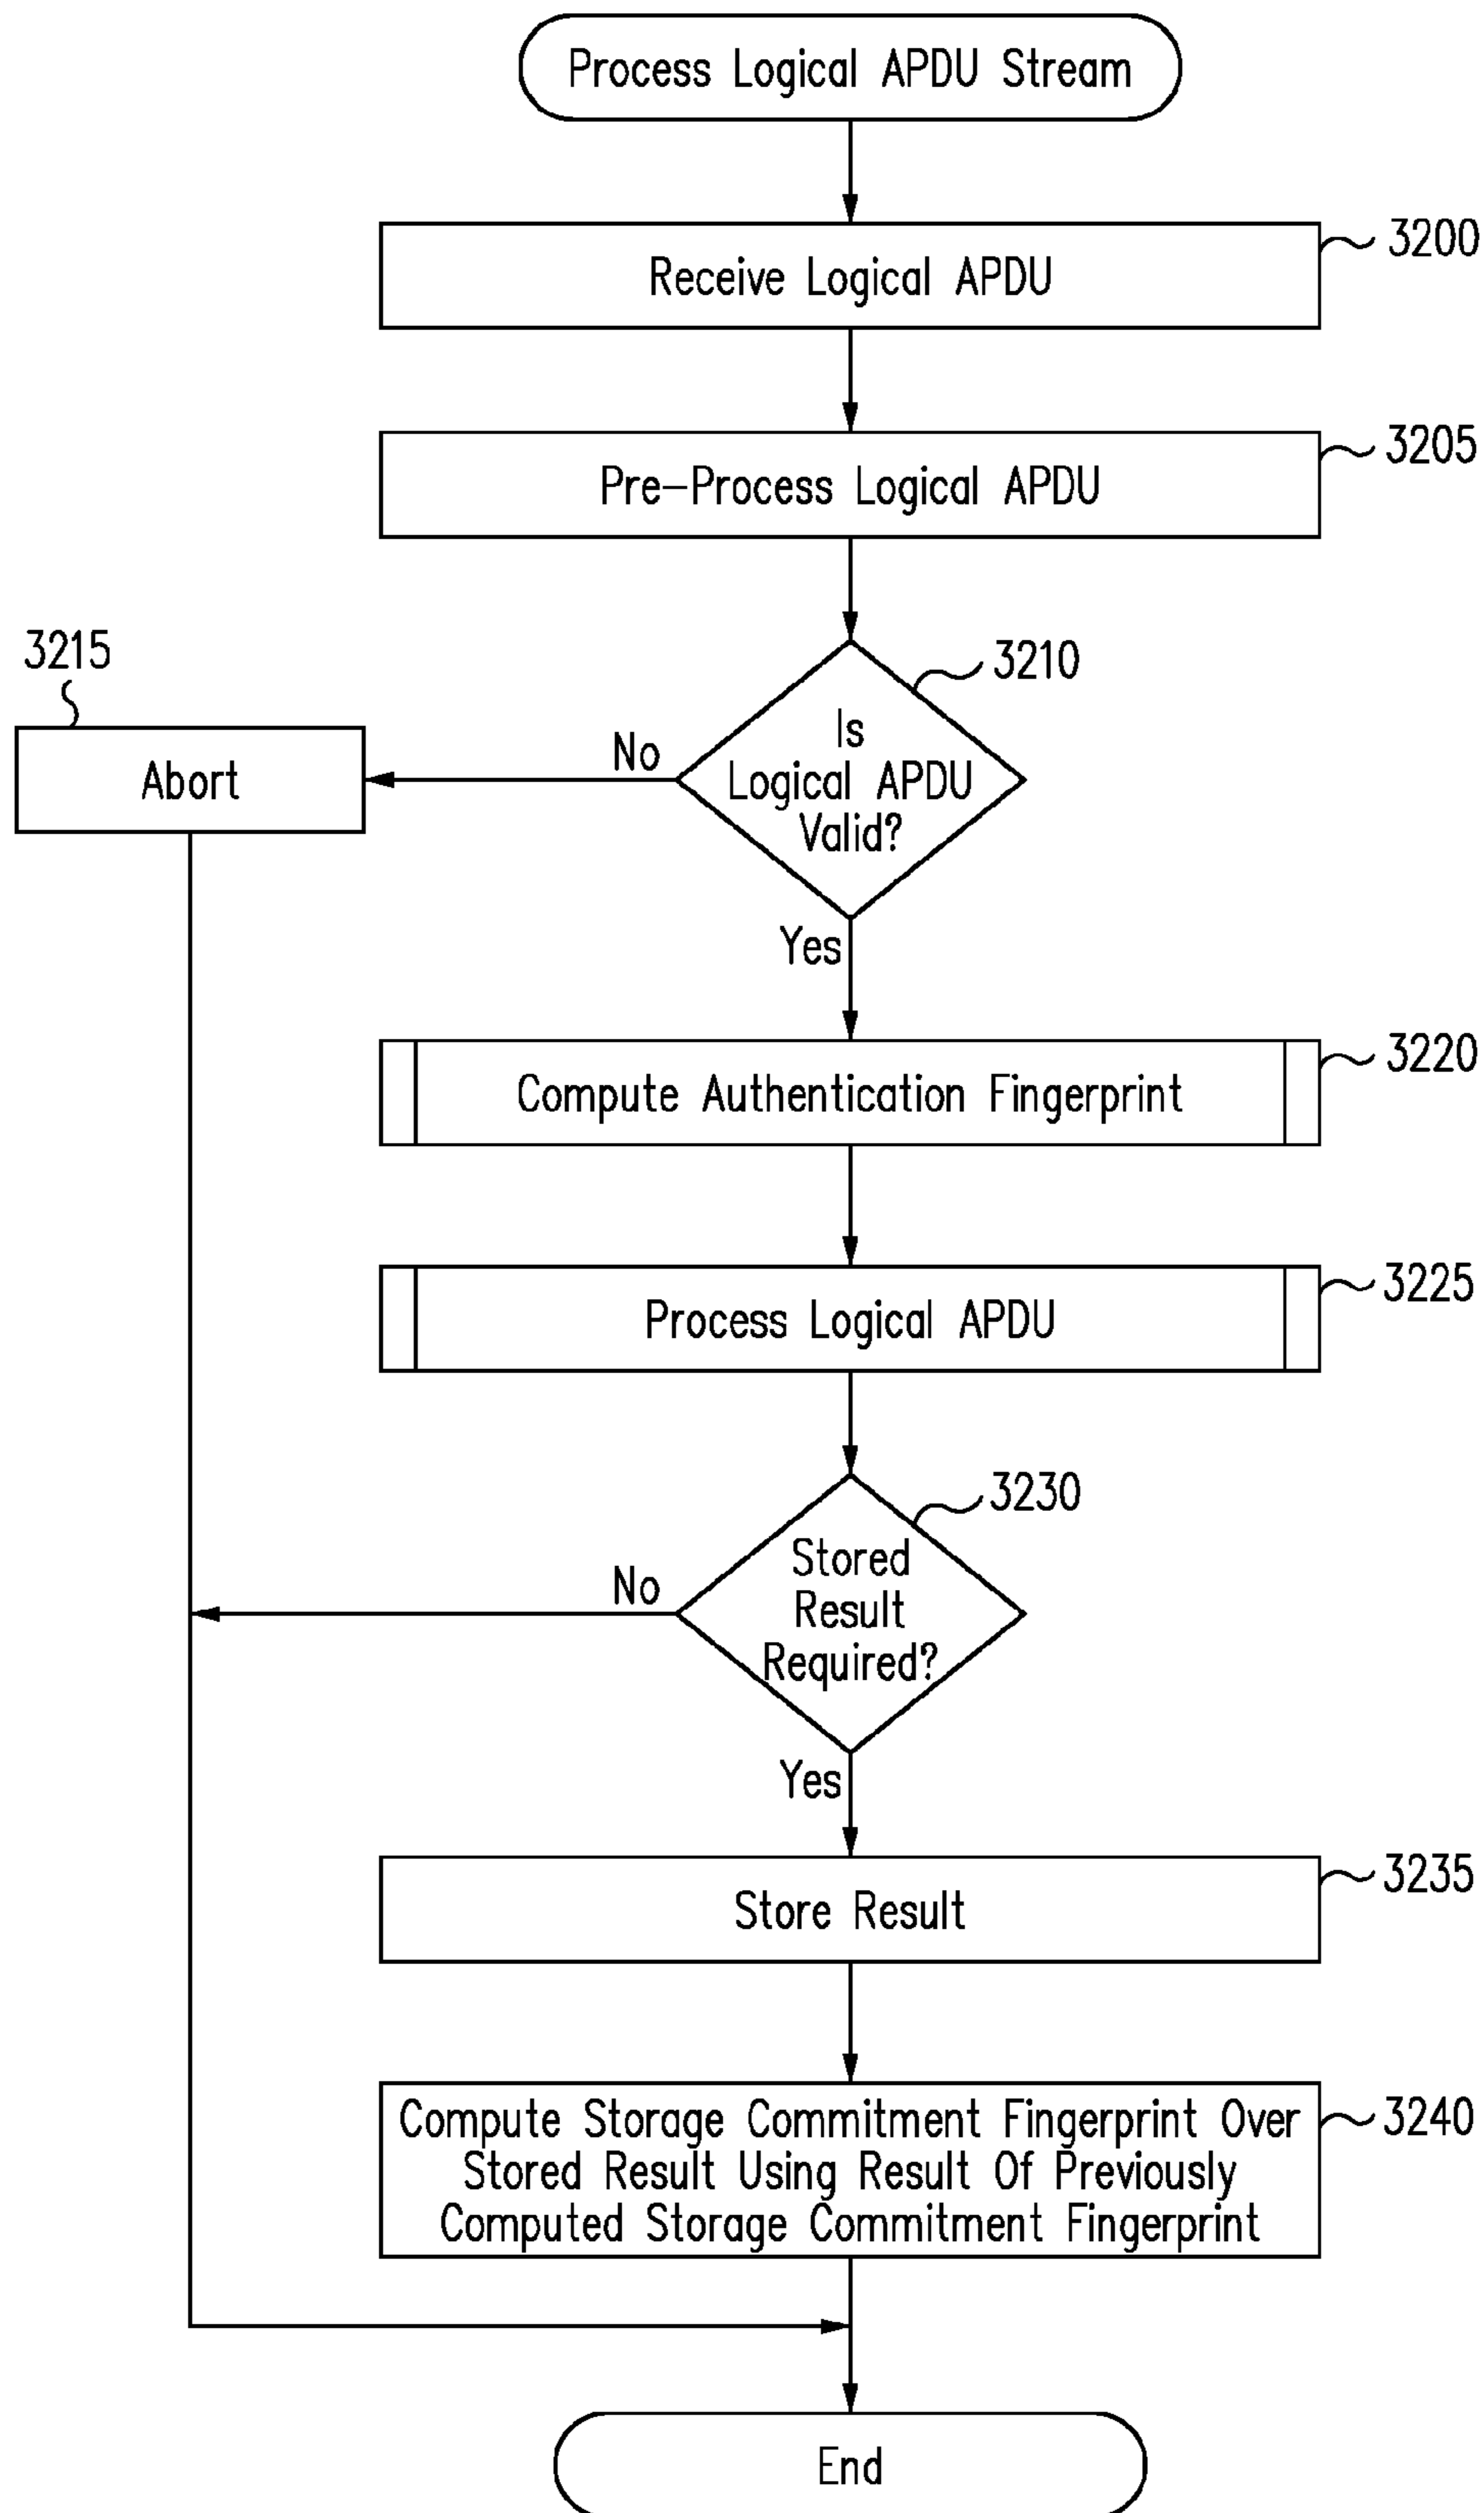 Process Logical APDU Stream
3200
Receive Logical APDU
3205
Pre-Process Logical APDU
3215
3210
Abort
No
Is
Logical APDU
Valid?
Yes
3220
Compute Authentication Fingerprint
3225
Process Logical APDU
3230
No
Stored
Result
Required?
Yes
3235
Store Result
3240
Compute Storage Commitment Fingerprint Over
Stored Result Using Result Of Previously
Computed Storage Commitment Fingerprint
End